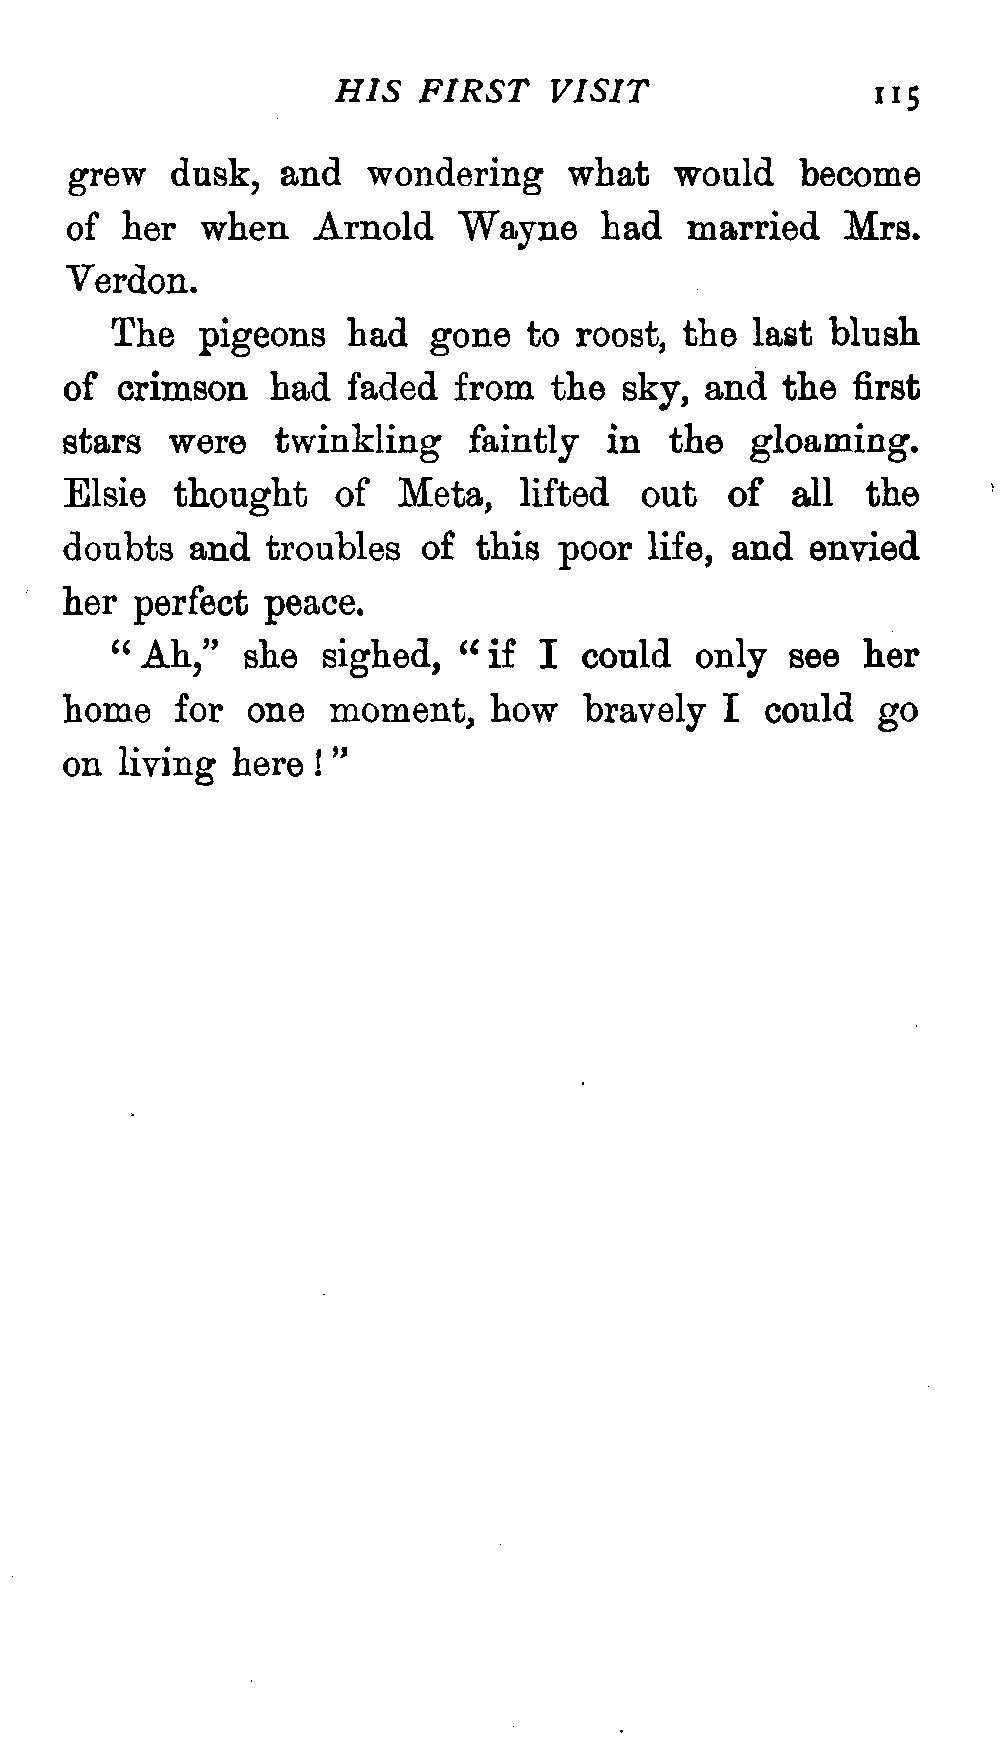 HIS FIRST VISIT 115
grew dusk, and wondering what would become
of her when Arnold Wayne had married Mrs.
Verdon.
The pigeons had gone to roost, the last blush
of crimson had faded from the sky, and the first
stars were twinkling faintly in the gloaming.
Elsie thought of Meta, lifted out of all the
doubts and troubles of this poor life, and envied
her perfect peace.
“Ah,” she sighed, “if I could only see her
home for one moment, how bravely I could go
on living here!”